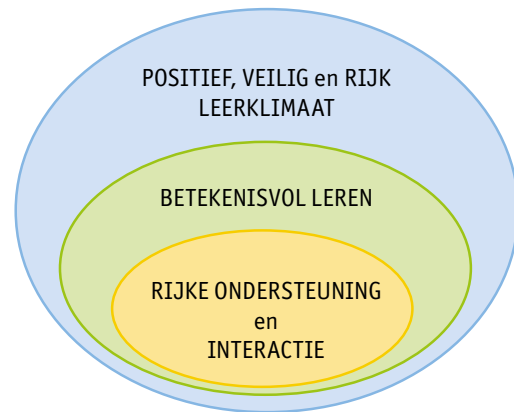 POSITIEF, VEILIG en RIJK
LEERKLIMAAT
BETEKENISVOL LEREN
RIJKE ONDERSTEUNING
en
INTERACTIE